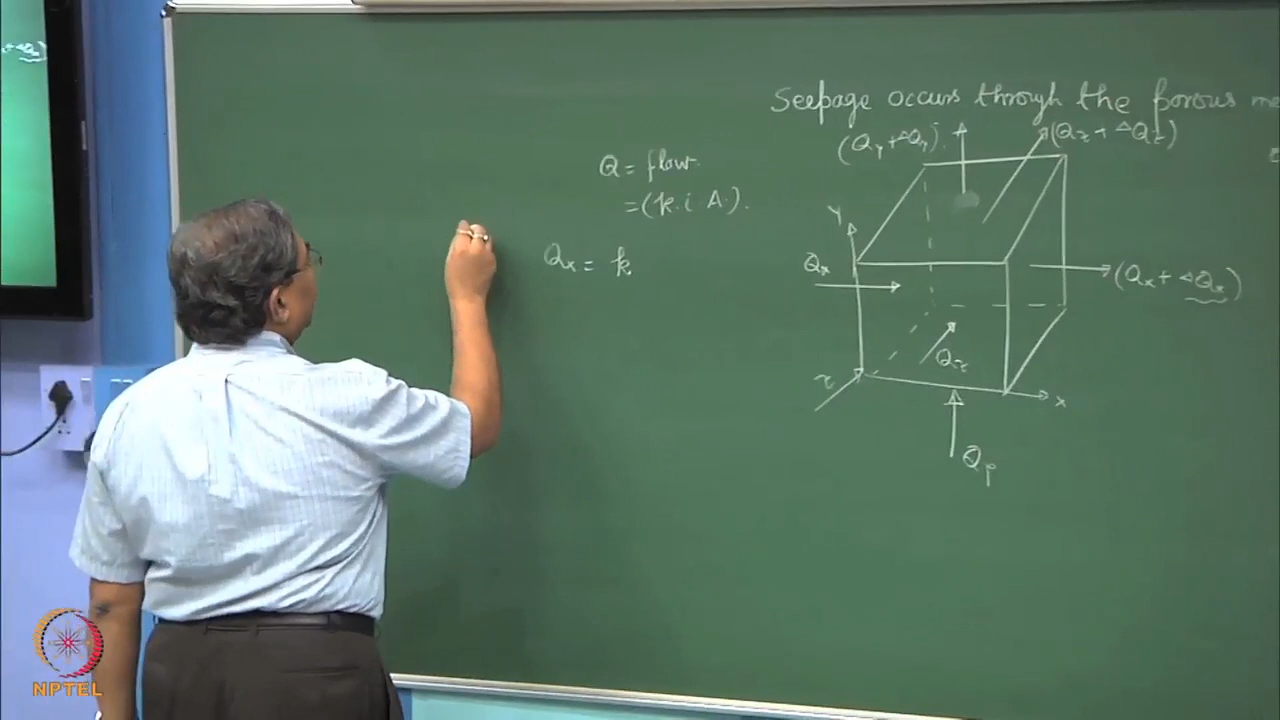 Seepage occurs through the porous me
Q = flow
= (k. i A.).
Qx = k
(Qy + ΔQy)
(Qz + ΔQz)
Y
Qx
(Qx + ΔQx)
Qz
z
x
Qy
NPTEL